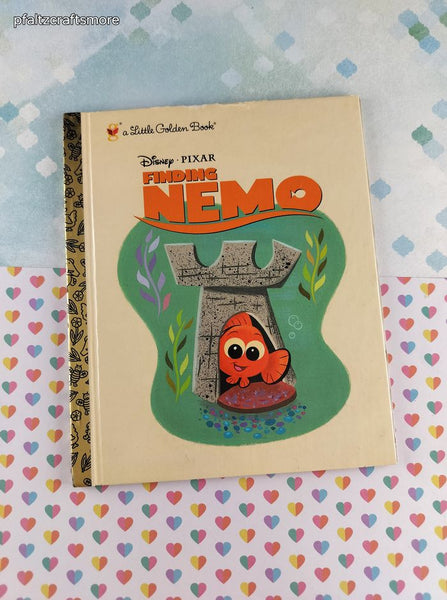 pfaltzcraftsmore
a Little Golden Book®
Disney · PIXAR
FINDING
NEMO